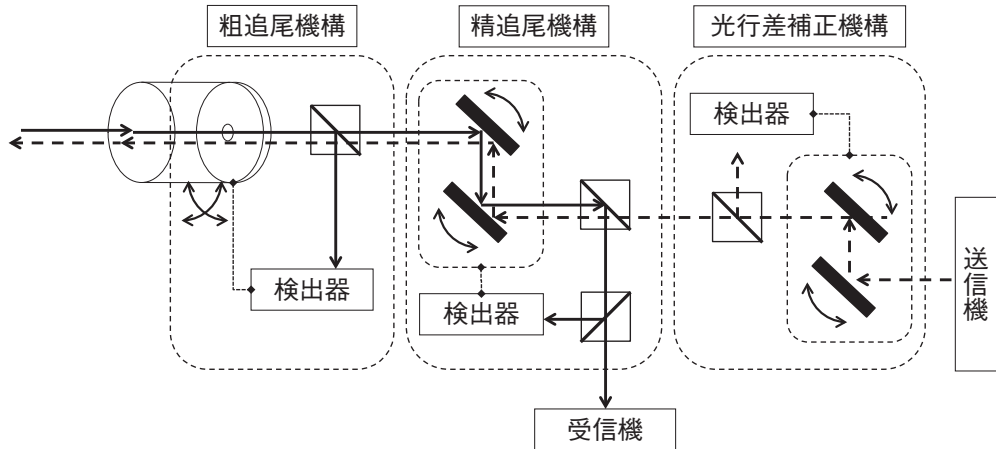 粗追尾機構
精追尾機構
光行差補正機構
検出器
検出器
検出器
送信機
受信機